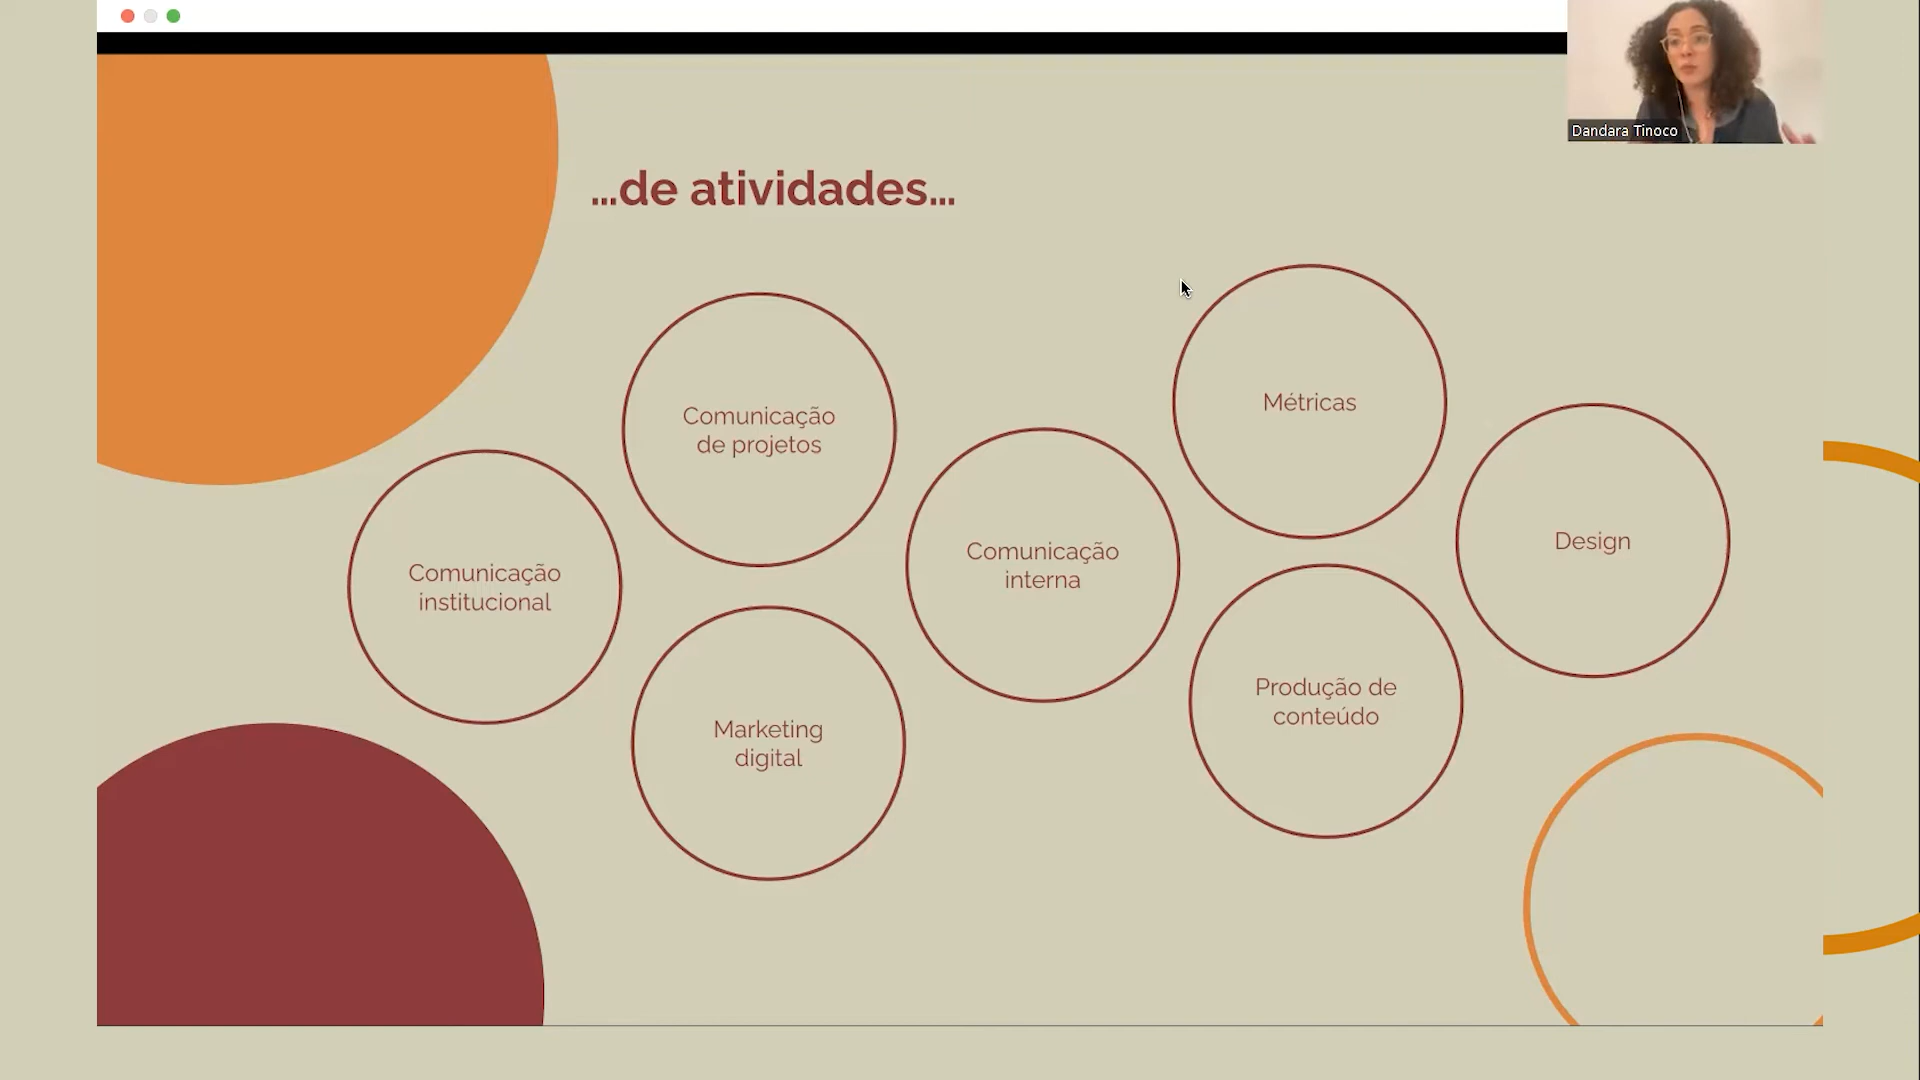 Dandara Tinoco
...de atividades...
Comunicação
de projetos
Métricas
Comunicação
institucional
Comunicação
interna
Design
Marketing
digital
Produção de
conteúdo